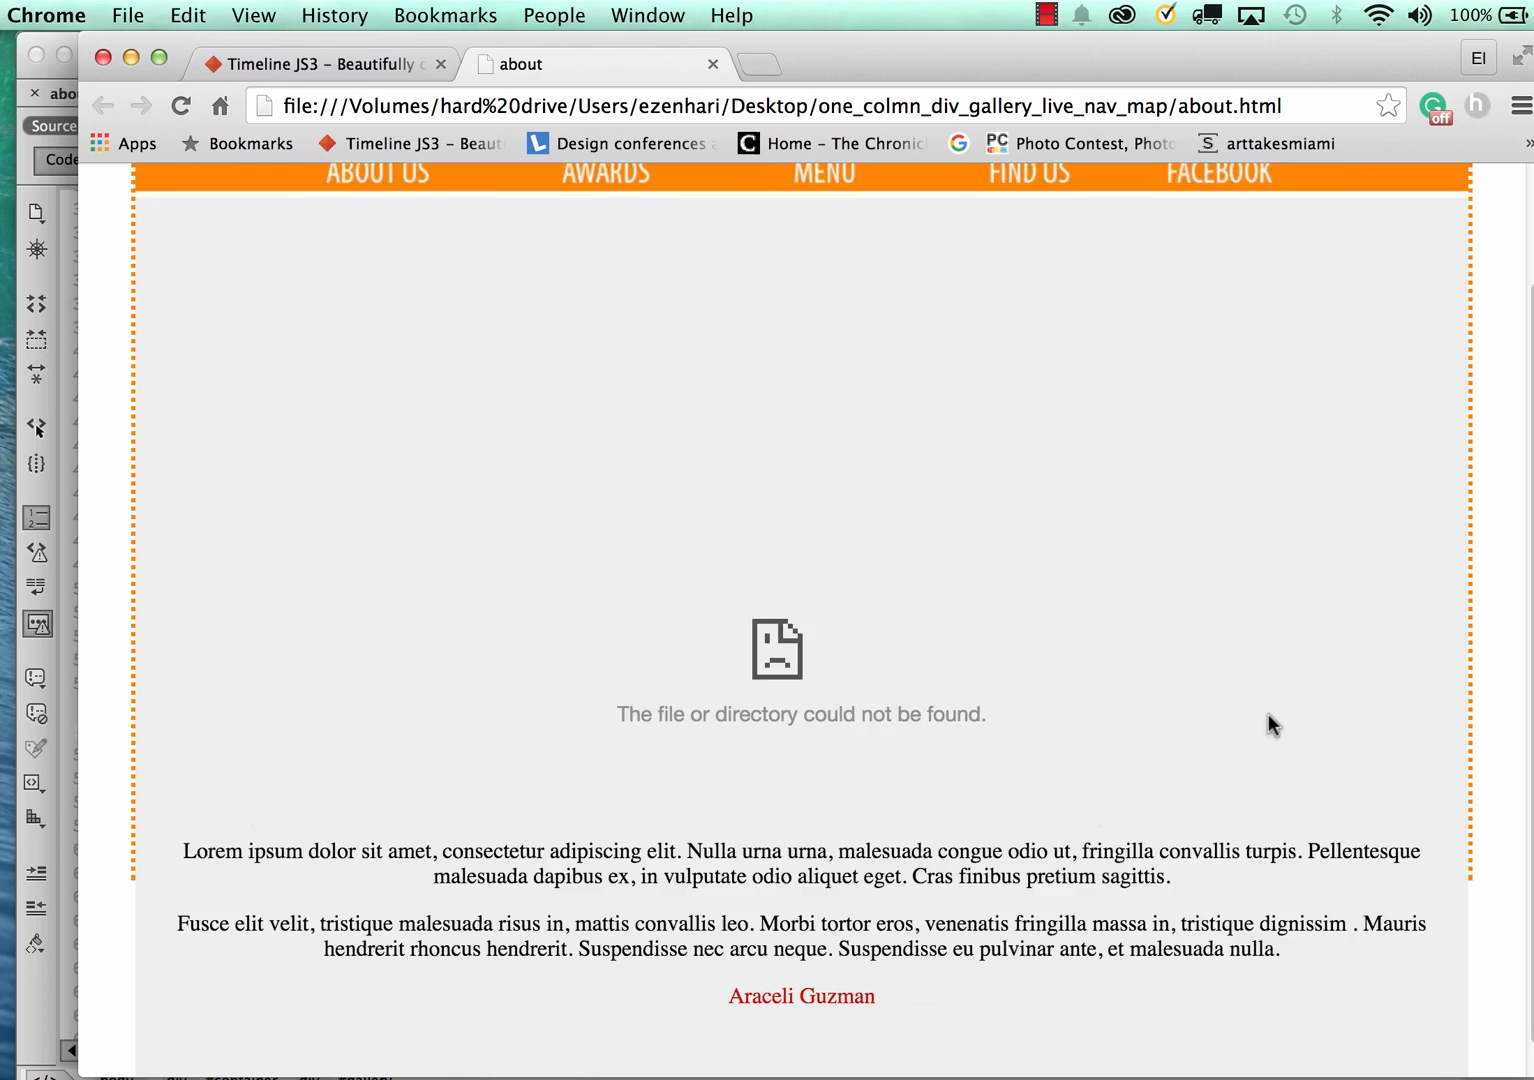 Chrome File Edit View History Bookmarks People Window Help 100%
Timeline JS3 – Beautifully about El
abo
file:///Volumes/hard%20drive/Users/ezenhari/Desktop/one_colmn_div_gallery_live_nav_map/about.html
off
Source
Apps Bookmarks Timeline JS3 - Beaut Design conferences Home – The Chronic G PC Photo Contest, Photo S arttakesmiami
Code
ABOUT US AWARDS MENU FIND US FACEBOOK
The file or directory could not be found.
Lorem ipsum dolor sit amet, consectetur adipiscing elit. Nulla urna urna, malesuada congue odio ut, fringilla convallis turpis. Pellentesque
malesuada dapibus ex, in vulputate odio aliquet eget. Cras finibus pretium sagittis.
Fusce elit velit, tristique malesuada risus in, mattis convallis leo. Morbi tortor eros, venenatis fringilla massa in, tristique dignissim . Mauris
hendrerit rhoncus hendrerit. Suspendisse nec arcu neque. Suspendisse eu pulvinar ante, et malesuada nulla.
Araceli Guzman